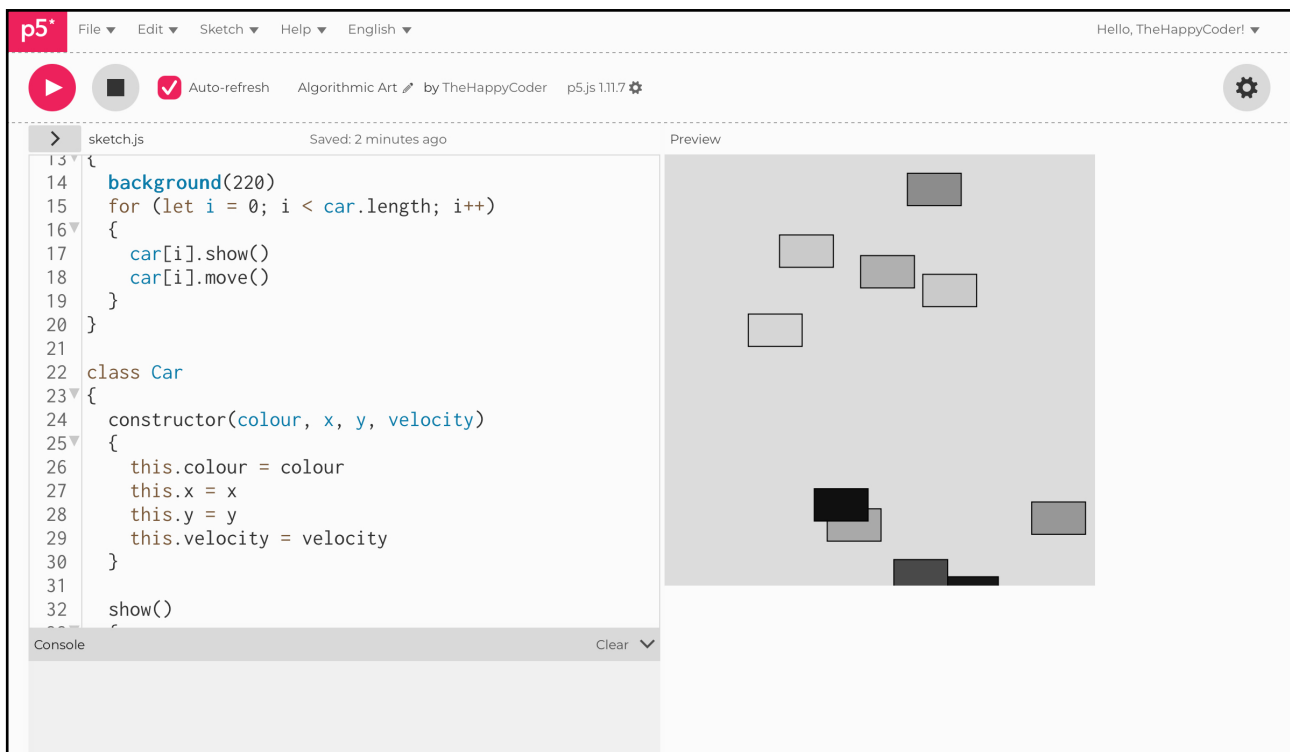 p5* File Edit Sketch Help English Hello, TheHappyCoder!
Auto-refresh Algorithmic Art by TheHappyCoder p5.js 1.11.7
sketch.js Saved: 2 minutes ago Preview
13 {
14 background(220)
15 for (let i = 0; i < car.length; i++)
16 {
17 car[i].show()
18 car[i].move()
19 }
20 }
21
22 class Car
23 {
24 constructor(colour, x, y, velocity)
25 {
26 this.colour = colour
27 this.x = x
28 this.y = y
29 this.velocity = velocity
30 }
31
32 show()
Console Clear